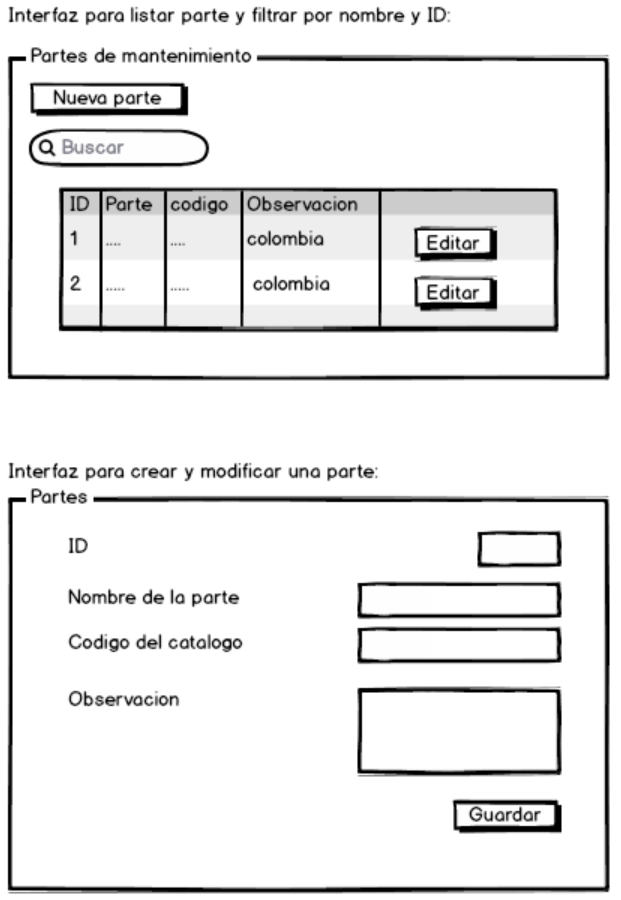 Interfaz para listar parte y filtrar por nombre y ID:
Partes de mantenimiento
Nueva parte
Buscar
ID Parte codigo Observacion
1 .... .... colombia Editar
2 ..... ..... colombia Editar
Interfaz para crear y modificar una parte:
Partes
ID
Nombre de la parte
Codigo del catalogo
Observacion
Guardar